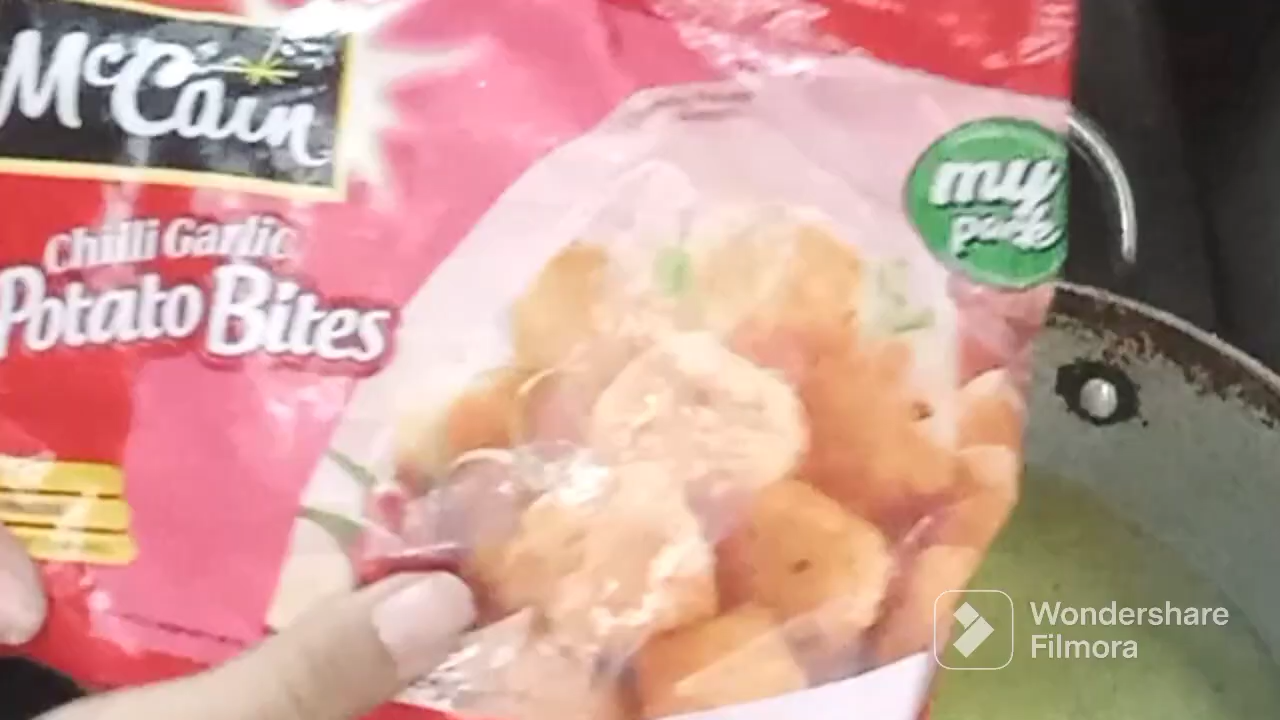 McCain
Chilli Garlic
Potato Bites
my
pack
Wondershare
Filmora